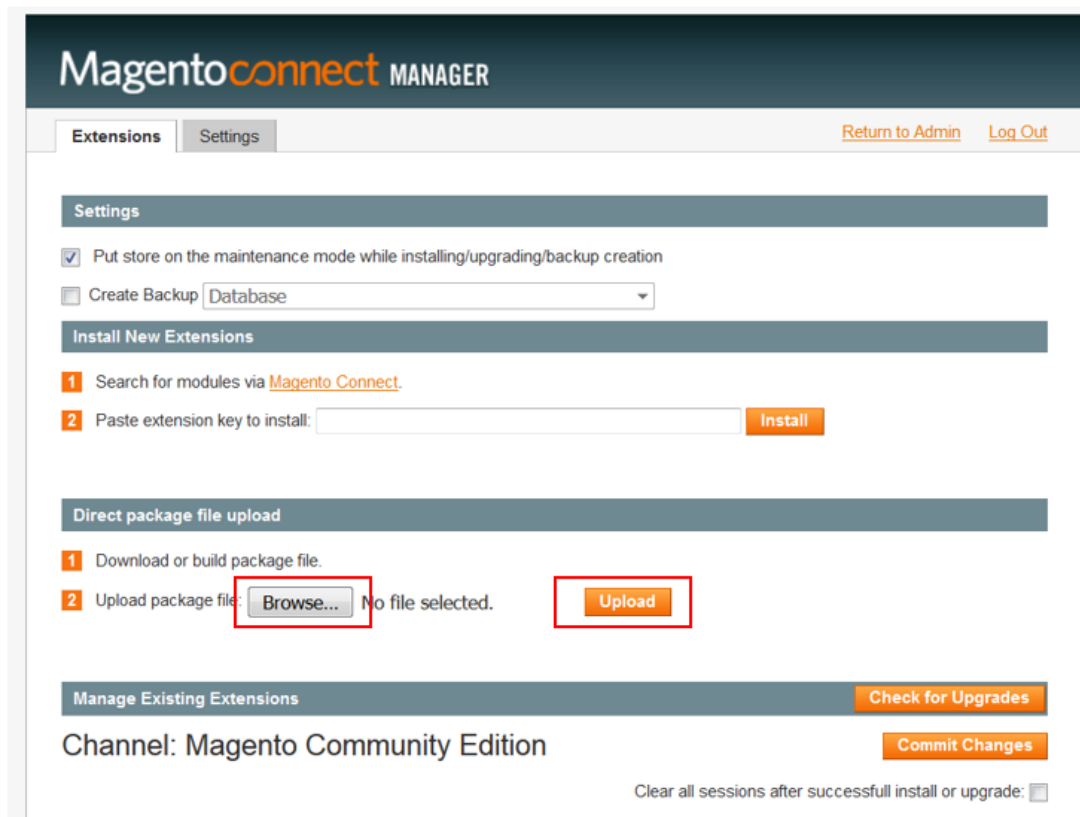 Magentoconnect MANAGER
Extensions Settings Return to Admin Log Out
Settings
Put store on the maintenance mode while installing/upgrading/backup creation
Create Backup Database
Install New Extensions
1 Search for modules via Magento Connect.
2 Paste extension key to install: Install
Direct package file upload
1 Download or build package file.
2 Upload package file: Browse... No file selected. Upload
Manage Existing Extensions Check for Upgrades
Channel: Magento Community Edition Commit Changes
Clear all sessions after successfull install or upgrade: